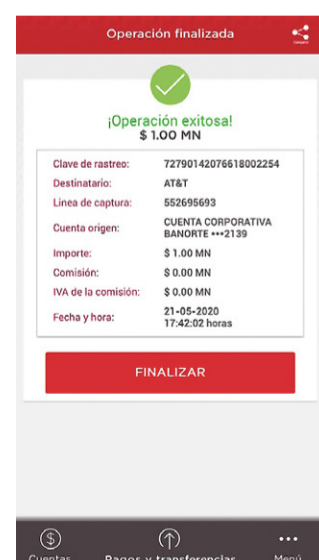 Operación finalizada
¡Operación exitosa!
$ 1.00 MN
Clave de rastreo: 72790142076618002254
Destinatario: AT&T
Linea de captura: 552695693
Cuenta origen: CUENTA CORPORATIVA
BANORTE •••2139
Importe: $ 1.00 MN
Comisión: $ 0.00 MN
IVA de la comisión: $ 0.00 MN
Fecha y hora: 21-05-2020
17:42:02 horas
FINALIZAR
Cuentas Pagos y transferencias Menú